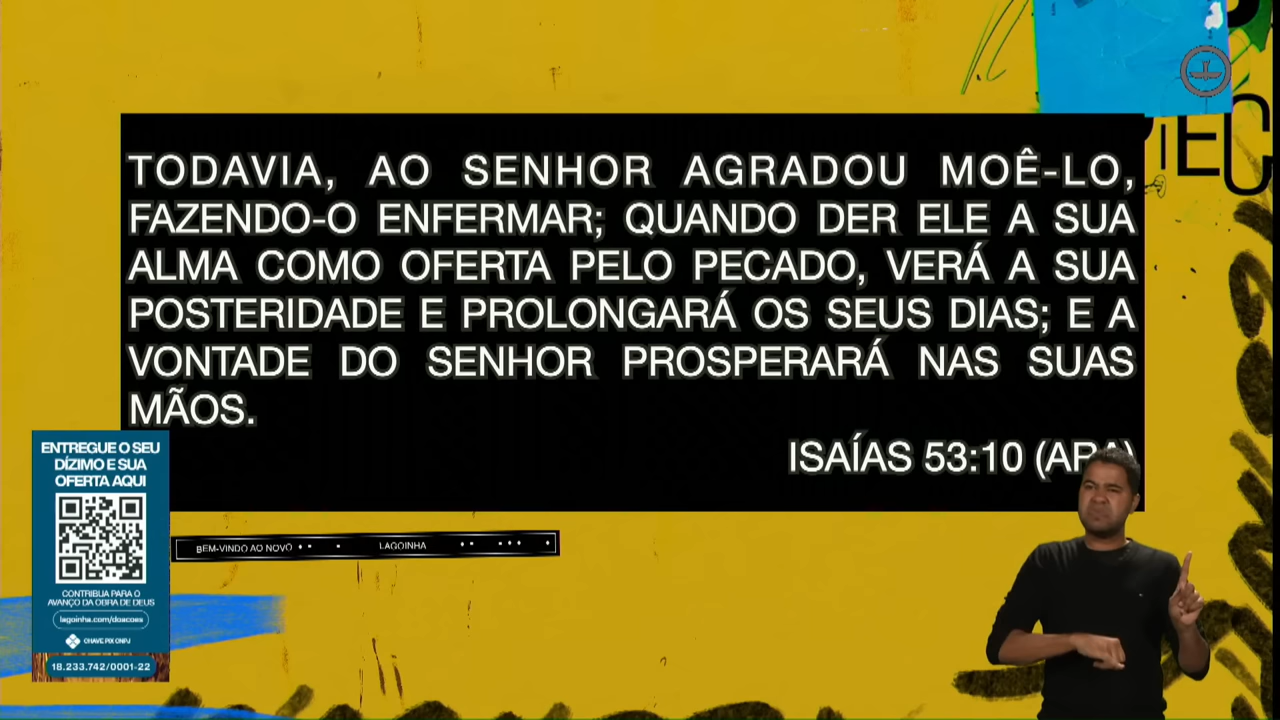 TODAVIA, AO SENHOR AGRADOU MOÊ-LO,
FAZENDO-O ENFERMAR; QUANDO DER ELE A SUA
ALMA COMO OFERTA PELO PECADO, VERÁ A SUA
POSTERIDADE E PROLONGARÁ OS SEUS DIAS; E A
VONTADE DO SENHOR PROSPERARÁ NAS SUAS
MÃOS.
ISAÍAS 53:10 (ARA)
ENTREGUE O SEU
DÍZIMO E SUA
OFERTA AQUI
CONTRIBUA PARA O
AVANÇO DA OBRA DE DEUS
lagoinha.com/doacoes
CHAVE PIX CNPJ
18.233.742/0001-22
BEM-VINDO AO NOVO
LAGOINHA